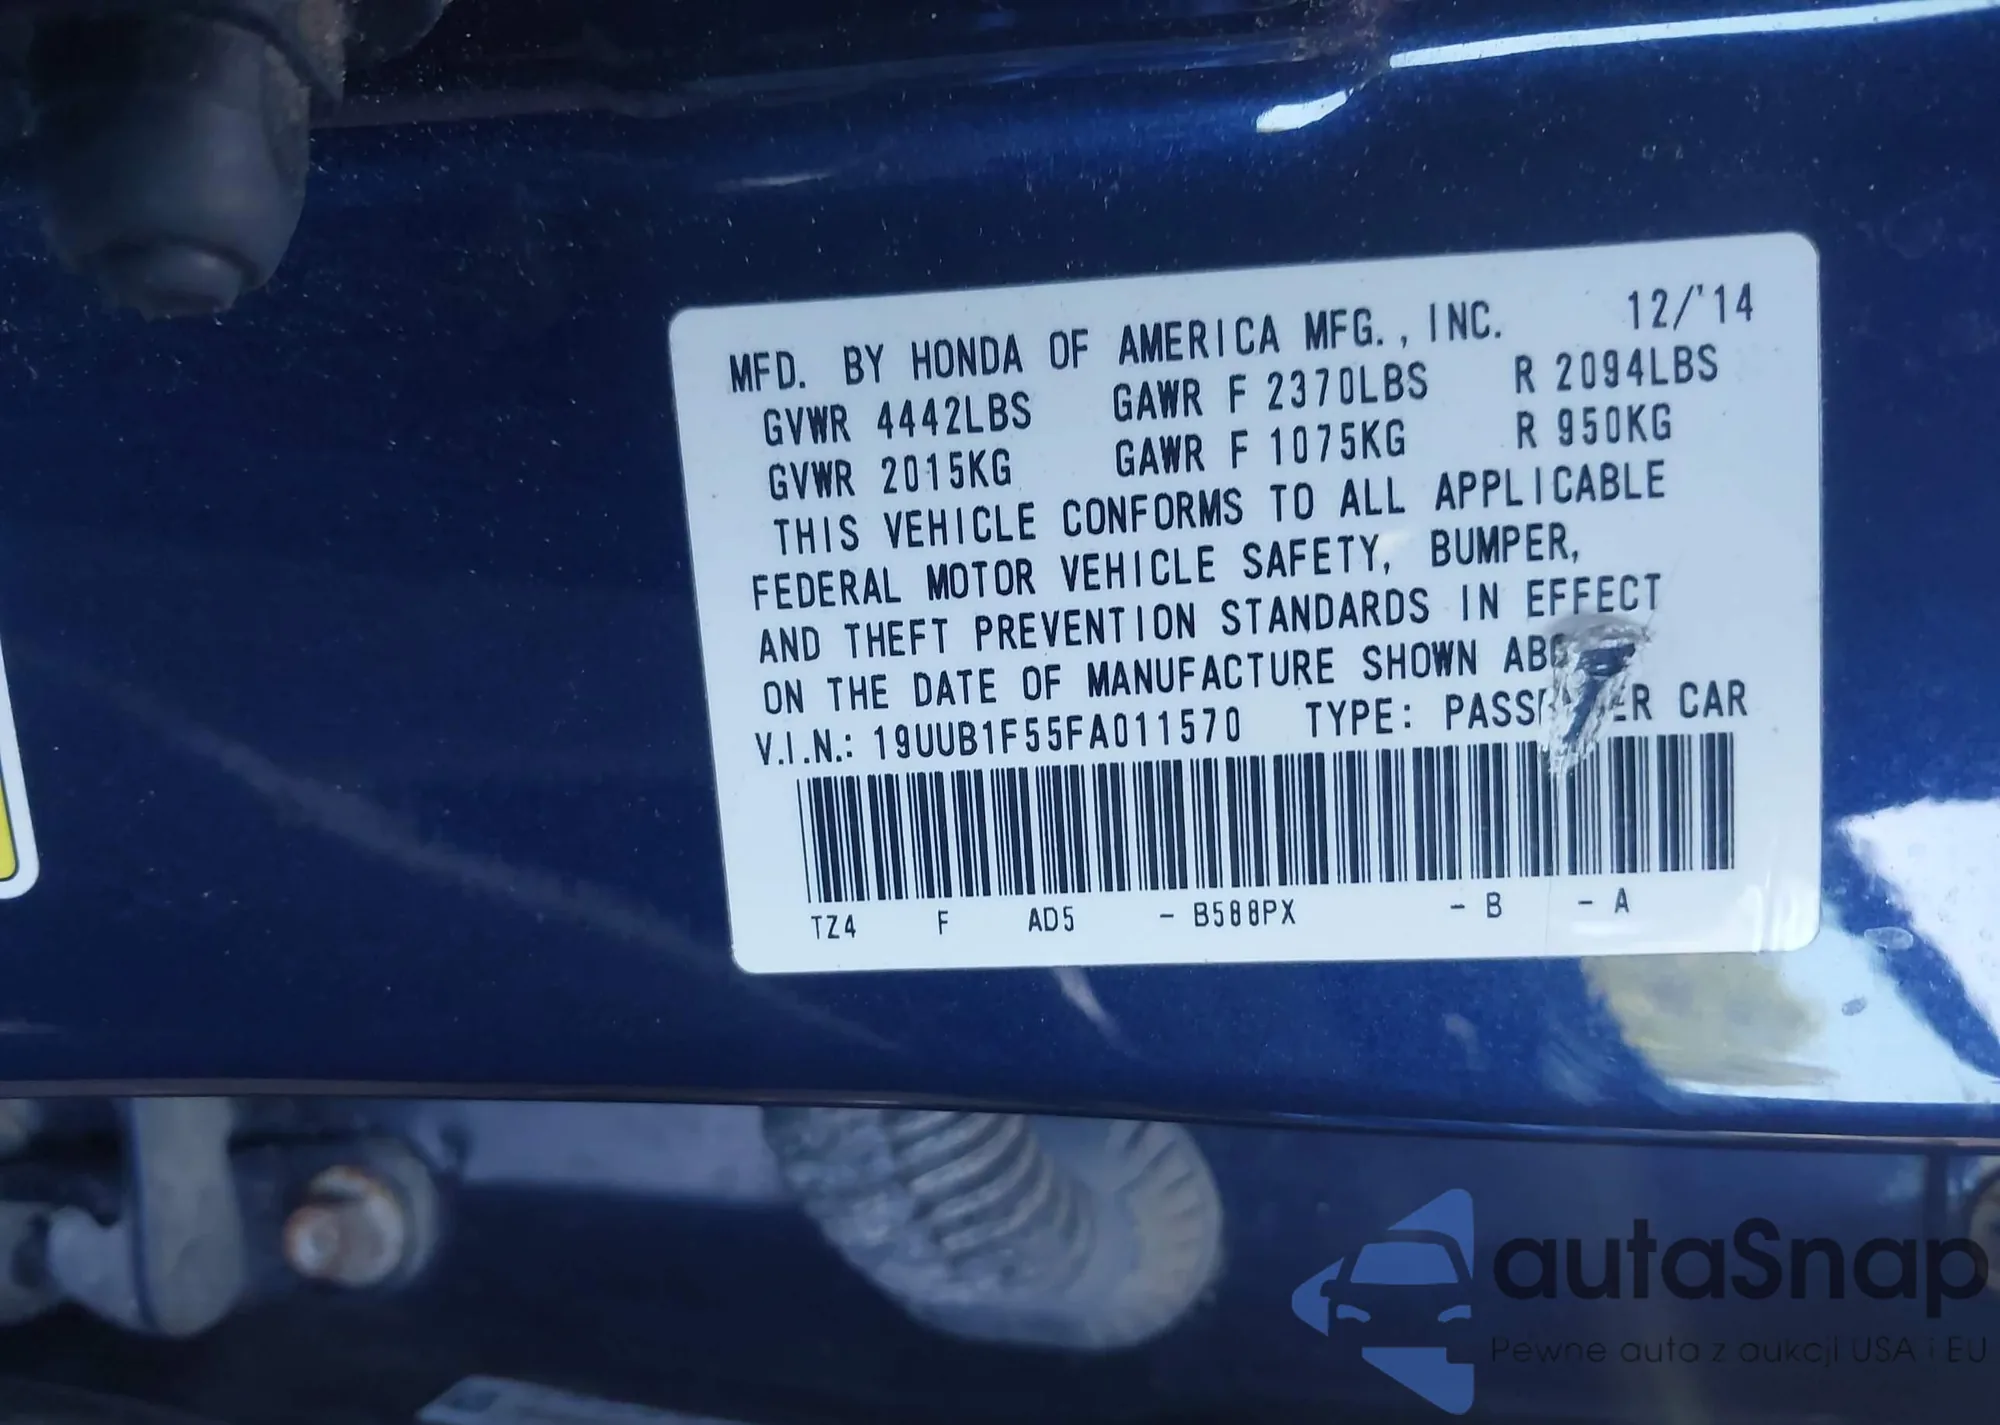 MFD. BY HONDA OF AMERICA MFG., INC. 12/'14
GVWR 4442LBS GAWR F 2370LBS R 2094LBS
GVWR 2015KG GAWR F 1075KG R 950KG
THIS VEHICLE CONFORMS TO ALL APPLICABLE
FEDERAL MOTOR VEHICLE SAFETY, BUMPER,
AND THEFT PREVENTION STANDARDS IN EFFECT
ON THE DATE OF MANUFACTURE SHOWN
V.I.N.: 19UUB1F55FA011570 TYPE: CAR
TZ4 F AD5 - B588PX - B - A
autaSnap
Pewne auta z aukcji USA i EU